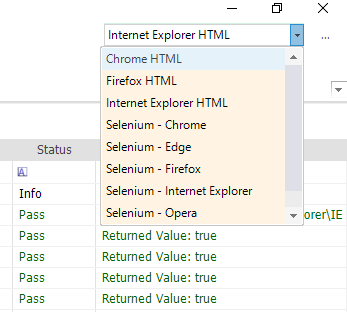 Internet Explorer HTML
...
Chrome HTML
Firefox HTML
Internet Explorer HTML
Selenium - Chrome
Selenium - Edge
Selenium - Firefox
Selenium - Internet Explorer
Selenium - Opera
Status
A
Info
Pass orer\IE
Pass Returned Value: true
Pass Returned Value: true
Pass Returned Value: true
Pass Returned Value: true